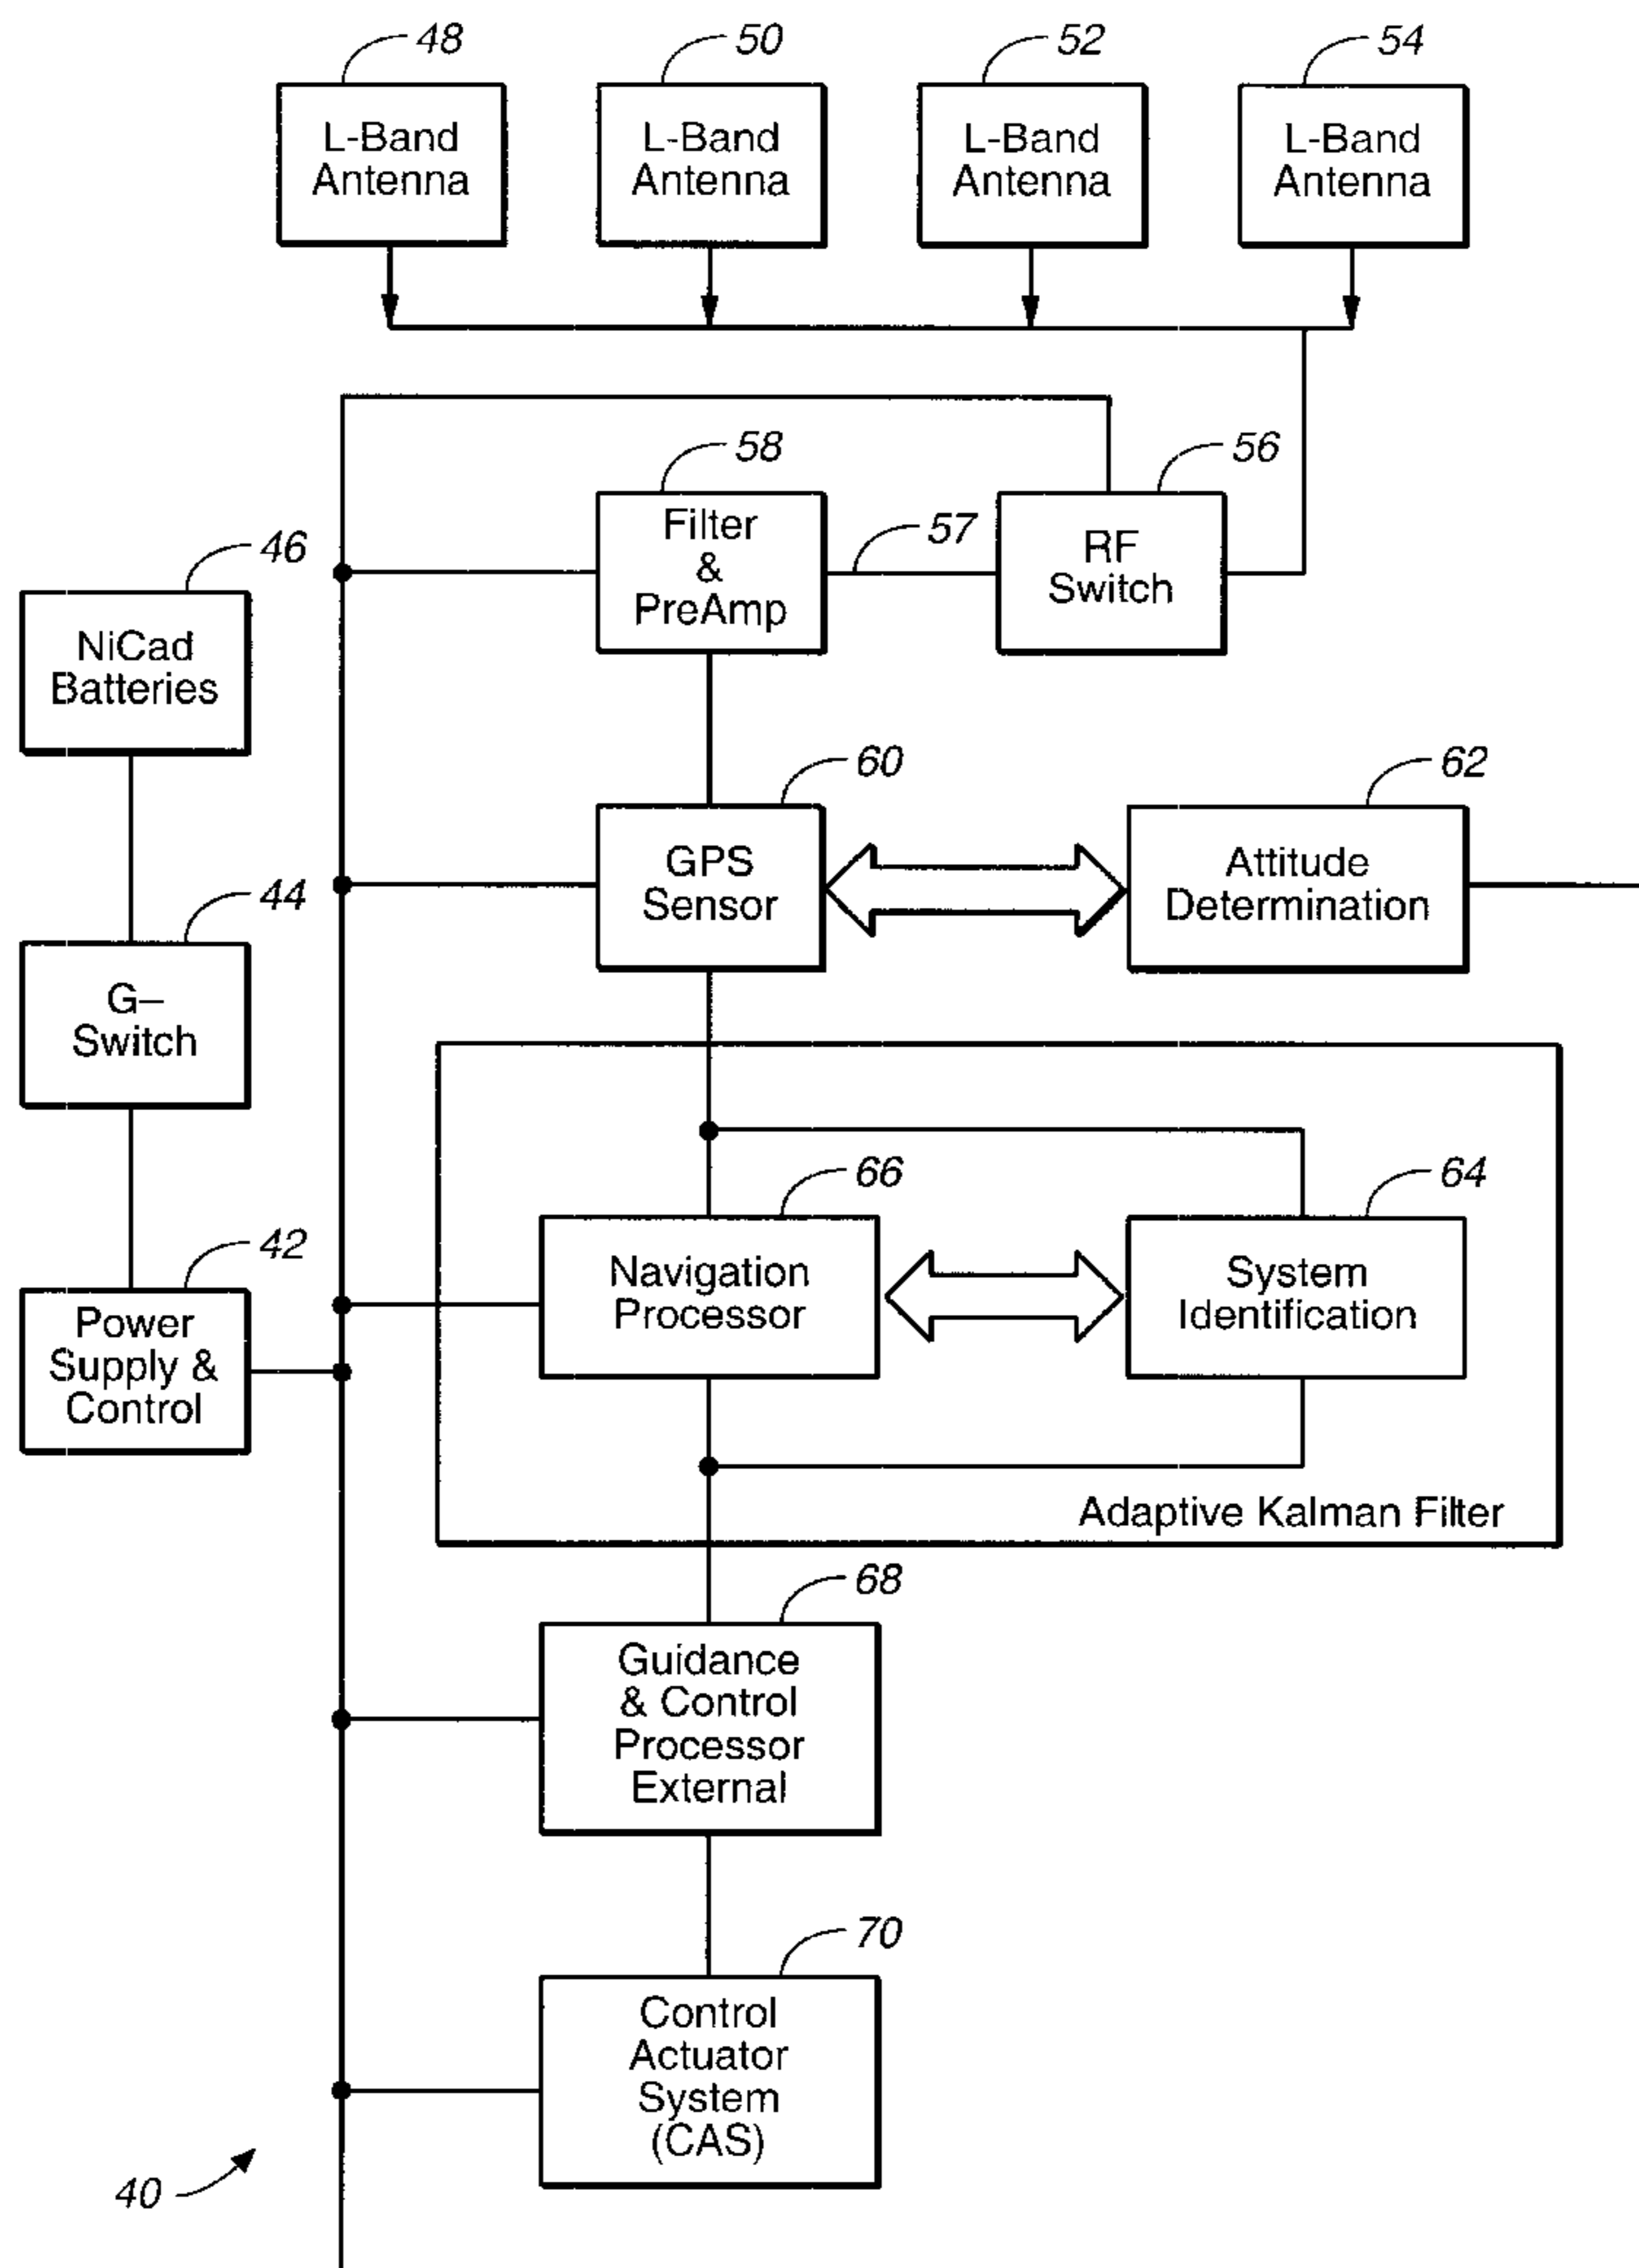 48
50
52
54
L-Band
Antenna
L-Band
Antenna
L-Band
Antenna
L-Band
Antenna
58
56
57
Filter
&
PreAmp
RF
Switch
46
NiCad
Batteries
60
62
GPS
Sensor
Attitude
Determination
44
G–
Switch
66
64
Navigation
Processor
System
Identification
42
Power
Supply &
Control
Adaptive Kalman Filter
68
Guidance
& Control
Processor
External
70
Control
Actuator
System
(CAS)
40